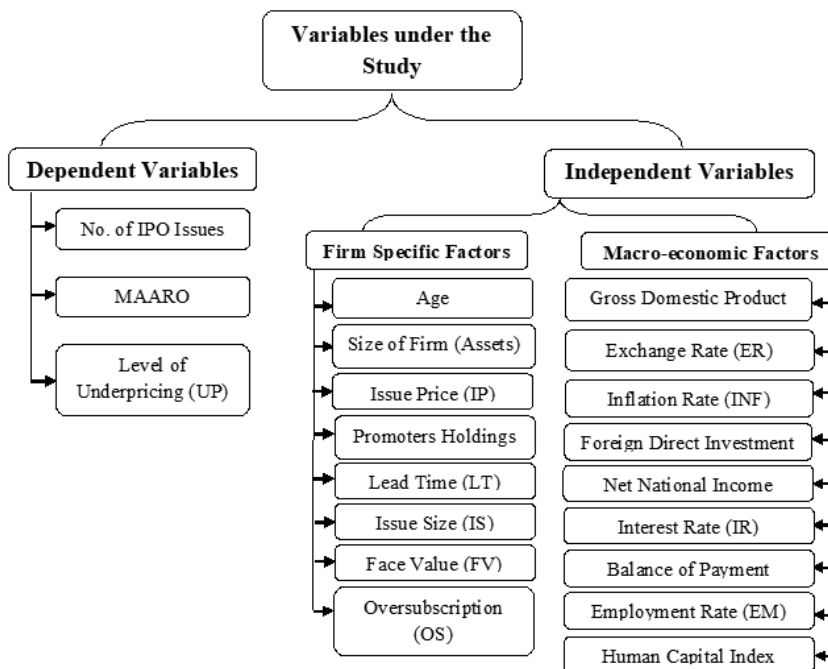 Variables under the
Study
Dependent Variables
No. of IPO Issues
MAARO
Level of
Underpricing (UP)
Independent Variables
Firm Specific Factors
Age
Size of Firm (Assets)
Issue Price (IP)
Promoters Holdings
Lead Time (LT)
Issue Size (IS)
Face Value (FV)
Oversubscription
(OS)
Macro-economic Factors
Gross Domestic Product
Exchange Rate (ER)
Inflation Rate (INF)
Foreign Direct Investment
Net National Income
Interest Rate (IR)
Balance of Payment
Employment Rate (EM)
Human Capital Index